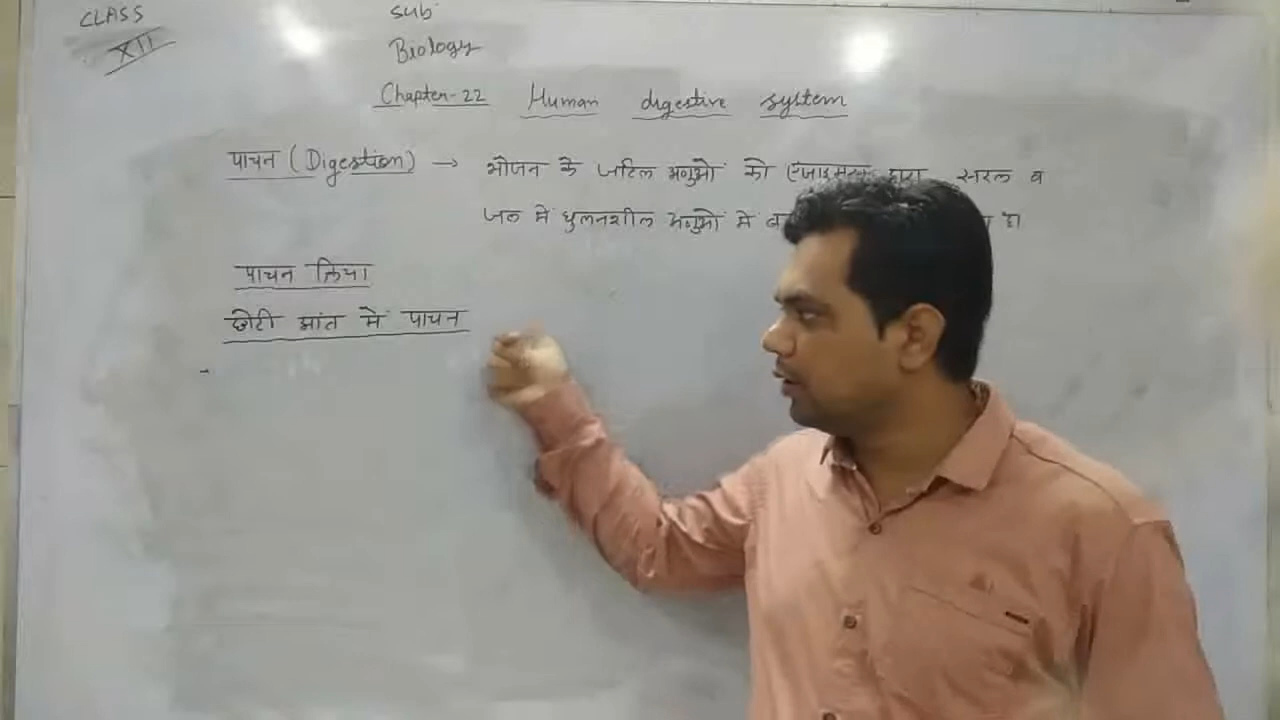 CLASS
XII
Sub
Biology
Chapter-22 Human digestive system
पाचन (Digestion) → भोजन के जटिल अणुओं को सरल व
जल में घुलनशील अणुओं में
पाचन क्रिया
छोटी आंत में पाचन